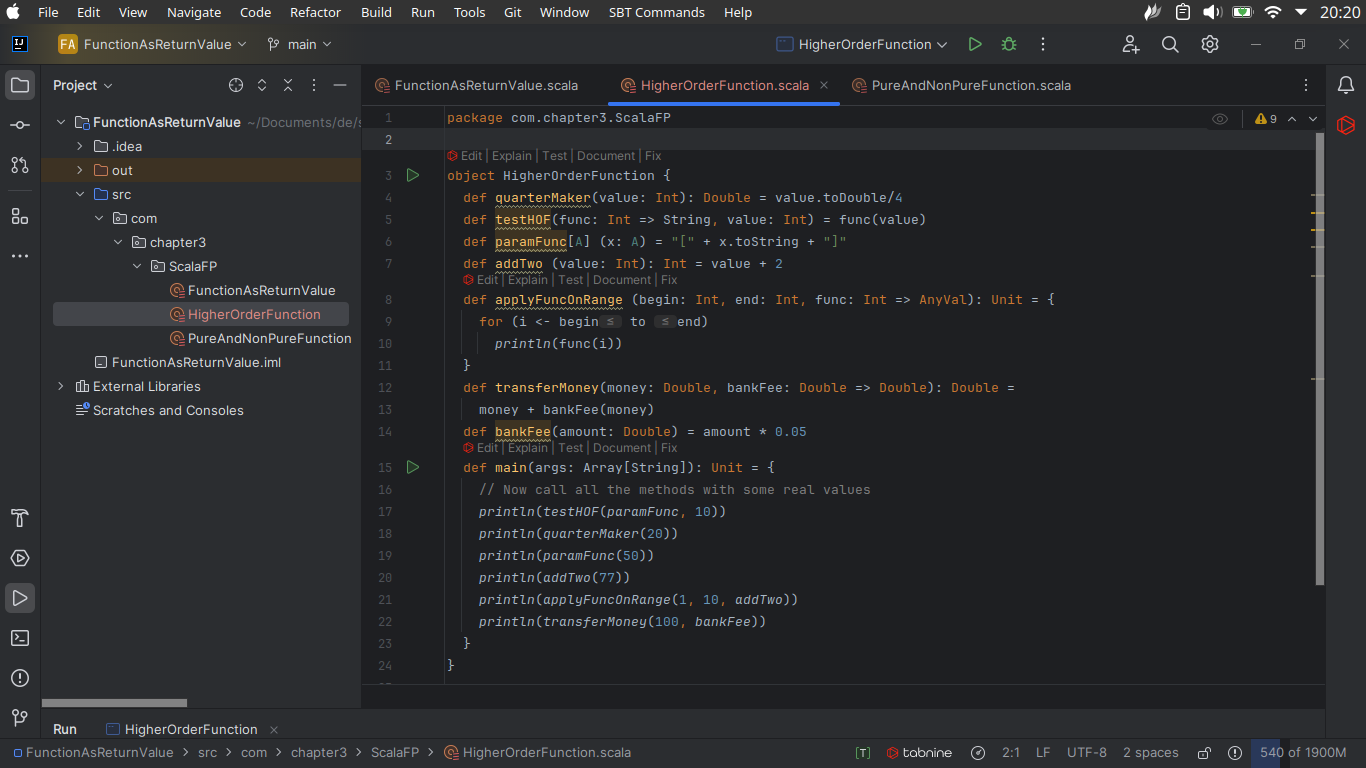 File Edit View Navigate Code Refactor Build Run Tools Git Window SBT Commands Help 20:20
IJ FA FunctionAsReturnValue main HigherOrderFunction
Project FunctionAsReturnValue.scala HigherOrderFunction.scala PureAndNonPureFunction.scala
FunctionAsReturnValue ~/Documents/de/s
.idea
out
src
com
chapter3
ScalaFP
FunctionAsReturnValue
HigherOrderFunction
PureAndNonPureFunction
FunctionAsReturnValue.iml
External Libraries
Scratches and Consoles
9
1 package com.chapter3.ScalaFP
2
Edit | Explain | Test | Document | Fix
3 object HigherOrderFunction {
4 def quarterMaker(value: Int): Double = value.toDouble/4
5 def testHOF(func: Int => String, value: Int) = func(value)
6 def paramFunc[A] (x: A) = "[" + x.toString + "]"
7 def addTwo (value: Int): Int = value + 2
Edit | Explain | Test | Document | Fix
8 def applyFuncOnRange (begin: Int, end: Int, func: Int => AnyVal): Unit = {
9 for (i <- begin ≤ to ≤ end)
10 println(func(i))
11 }
12 def transferMoney(money: Double, bankFee: Double => Double): Double =
13 money + bankFee(money)
14 def bankFee(amount: Double) = amount * 0.05
Edit | Explain | Test | Document | Fix
15 def main(args: Array[String]): Unit = {
16 // Now call all the methods with some real values
17 println(testHOF(paramFunc, 10))
18 println(quarterMaker(20))
19 println(paramFunc(50))
20 println(addTwo(77))
21 println(applyFuncOnRange(1, 10, addTwo))
22 println(transferMoney(100, bankFee))
23 }
24 }
Run HigherOrderFunction
FunctionAsReturnValue > src > com > chapter3 > ScalaFP > HigherOrderFunction.scala [T] tabnine 2:1 LF UTF-8 2 spaces 540 of 1900M